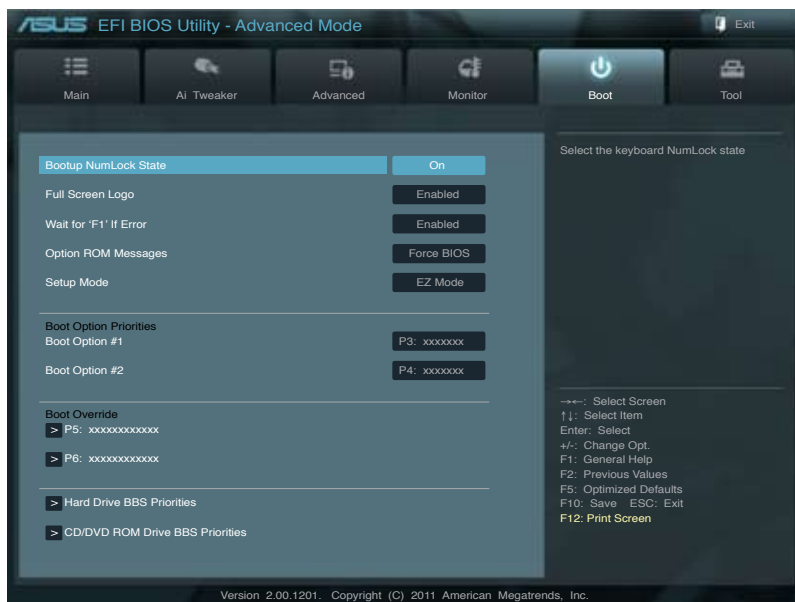 ASUS EFI BIOS Utility - Advanced Mode
Exit
Main
Ai Tweaker
Advanced
Monitor
Boot
Tool
Bootup NumLock State
On
Full Screen Logo
Enabled
Wait for ‘F1’ If Error
Enabled
Option ROM Messages
Force BIOS
Setup Mode
EZ Mode
Boot Option Priorities
Boot Option #1
P3: xxxxxxx
Boot Option #2
P4: xxxxxxx
Boot Override
> P5: xxxxxxxxxxxx
> P6: xxxxxxxxxxxx
> Hard Drive BBS Priorities
> CD/DVD ROM Drive BBS Priorities
Select the keyboard NumLock state
→←: Select Screen
↑↓: Select Item
Enter: Select
+/-: Change Opt.
F1: General Help
F2: Previous Values
F5: Optimized Defaults
F10: Save ESC: Exit
F12: Print Screen
Version 2.00.1201. Copyright (C) 2011 American Megatrends, Inc.